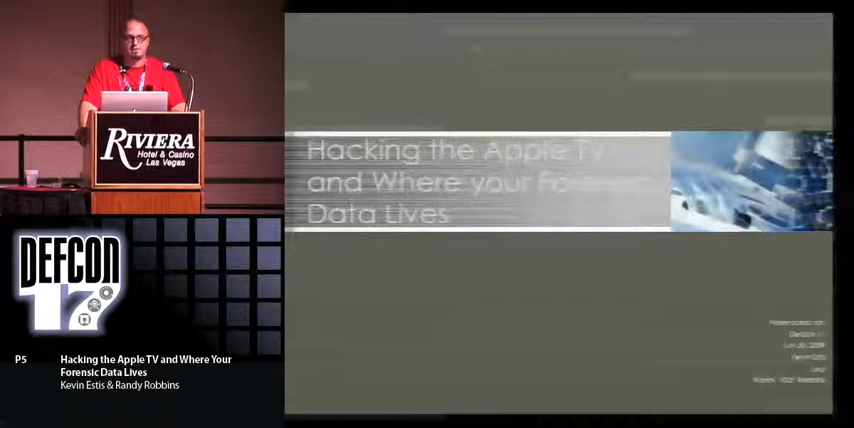 RIVIERA
Hotel & Casino
Las Vegas
Hacking the Apple TV
and Where your
Data Lives
DEFCON
17
P5
Hacking the Apple TV and Where Your
Forensic Data Lives
Kevin Estis & Randy Robbins